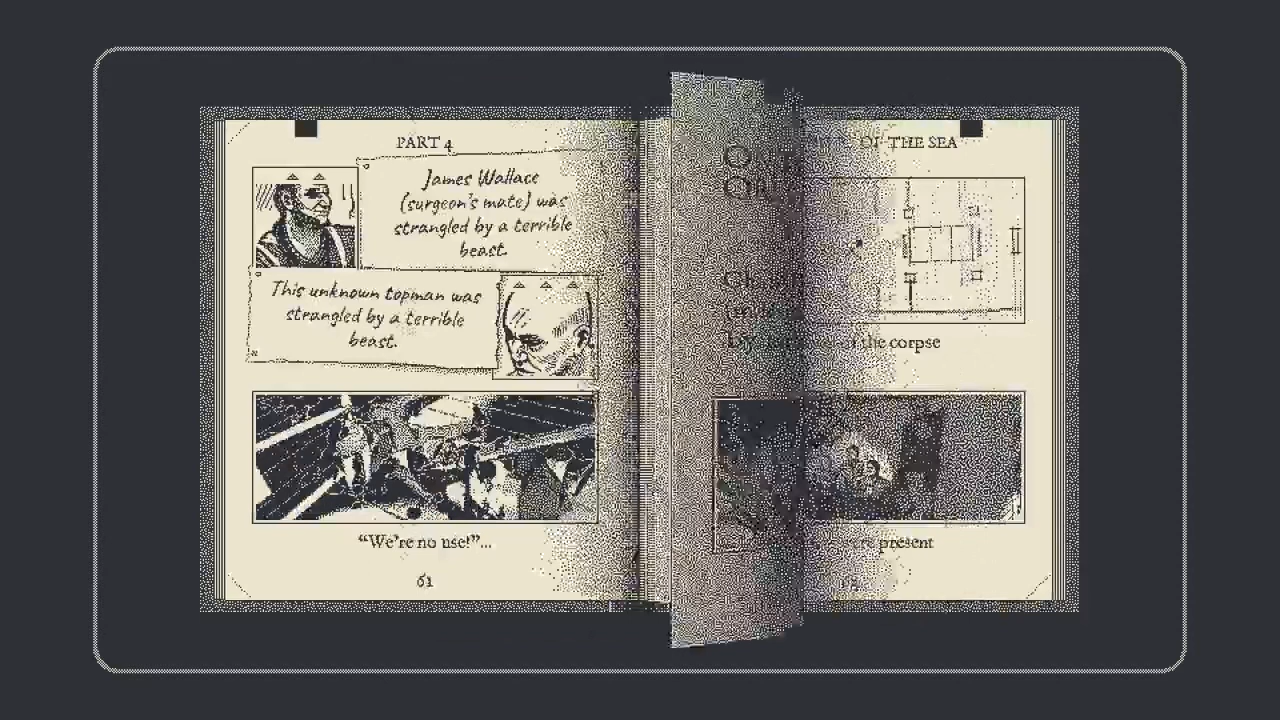 PART 4
James Wallace
(surgeon's mate) was
strangled by a terrible
beast.
This unknown topman was
strangled by a terrible
beast.
“We're no use!”...
61
OF THE SEA
the corpse
present